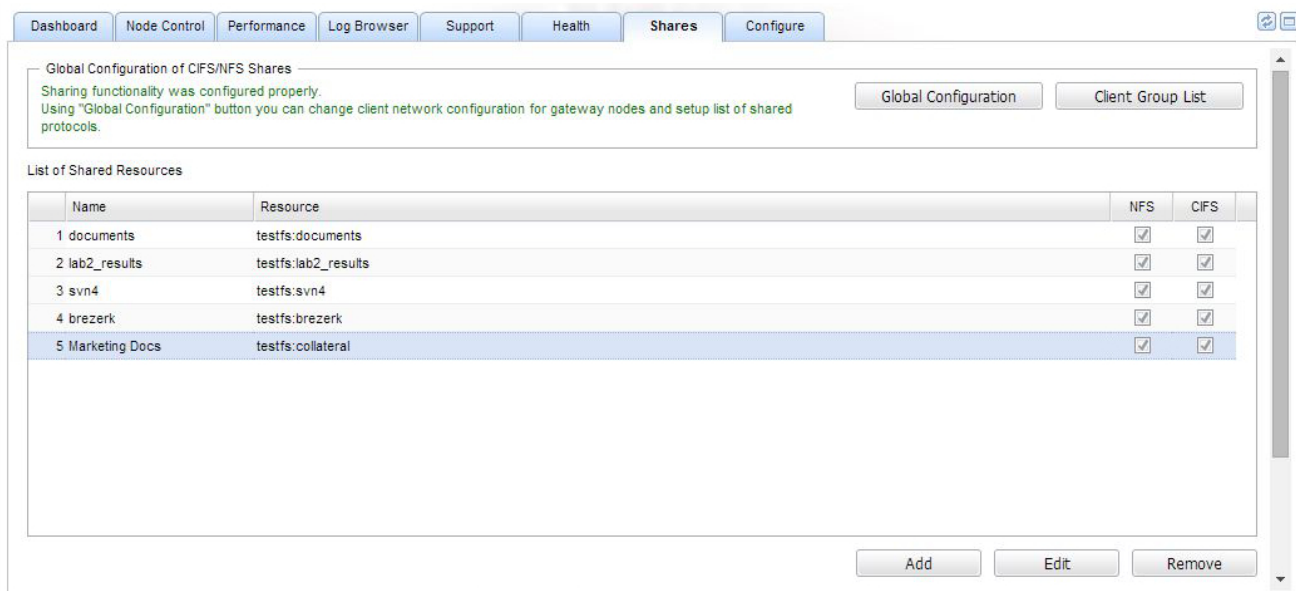 Dashboard Node Control Performance Log Browser Support Health Shares Configure
Global Configuration of CIFS/NFS Shares
Sharing functionality was configured properly.
Using "Global Configuration" button you can change client network configuration for gateway nodes and setup list of shared
protocols.
Global Configuration Client Group List
List of Shared Resources
Name Resource NFS CIFS
1 documents testfs:documents
2 lab2_results testfs:lab2_results
3 svn4 testfs:svn4
4 brezerk testfs:brezerk
5 Marketing Docs testfs:collateral
Add Edit Remove